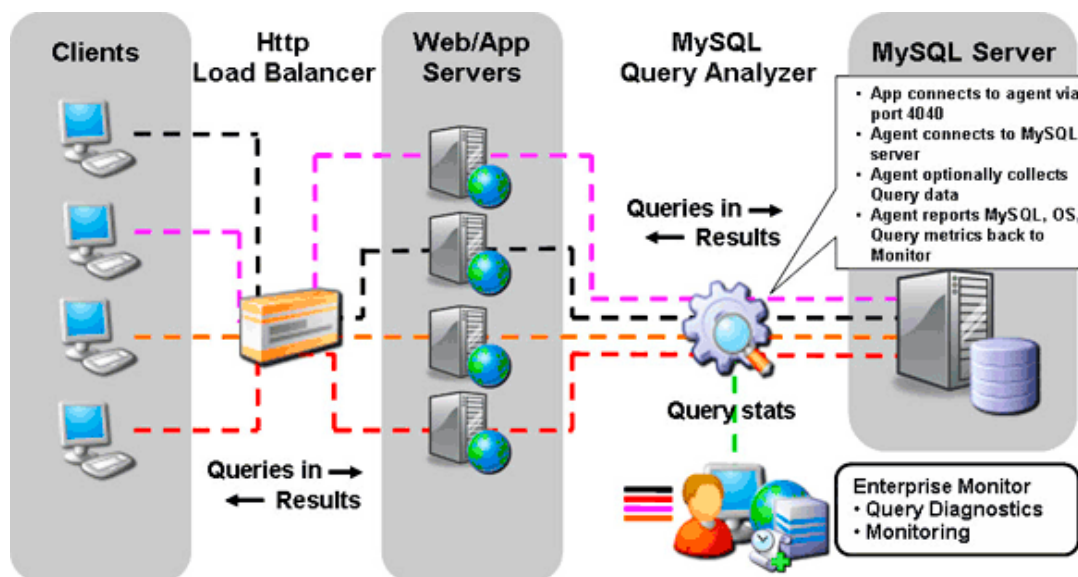 Clients
Http
Load Balancer
Web/App
Servers
MySQL
Query Analyzer
MySQL Server
• App connects to agent via
port 4040
• Agent connects to MySQL
server
• Agent optionally collects
Query data
• Agent reports MySQL, OS,
Query metrics back to
Monitor
Queries in →
← Results
Query stats
Queries in →
← Results
Enterprise Monitor
• Query Diagnostics
• Monitoring